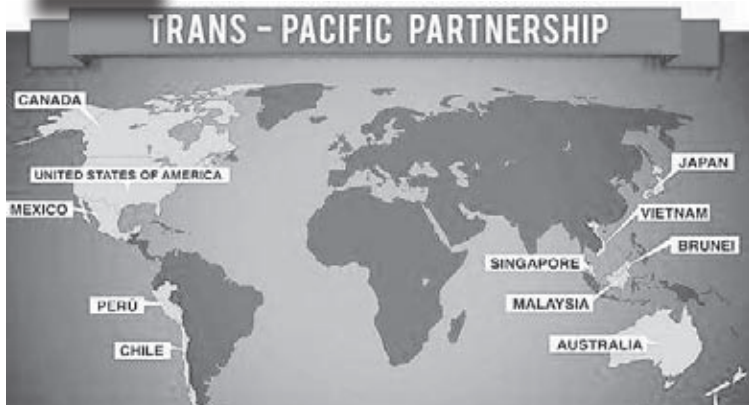 TRANS - PACIFIC PARTNERSHIP
CANADA
UNITED STATES OF AMERICA
MEXICO
PERÚ
CHILE
JAPAN
VIETNAM
BRUNEI
SINGAPORE
MALAYSIA
AUSTRALIA